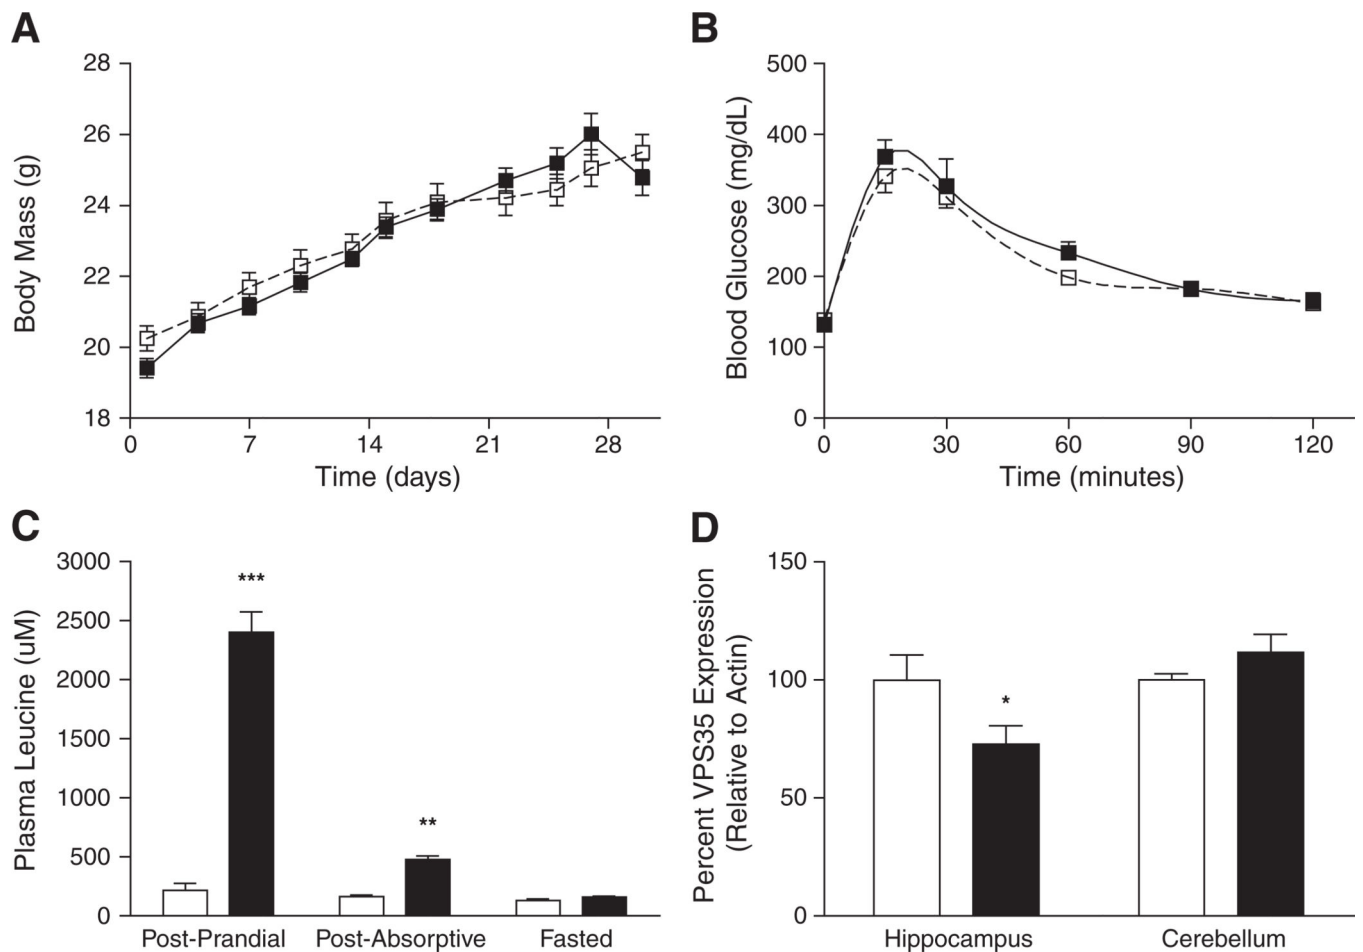 A
28
26
24
22
20
18
Body Mass (g)
0 7 14 21 28
Time (days)
B
500
400
300
200
100
0
Blood Glucose (mg/dL)
0 30 60 90 120
Time (minutes)
C
3000
2500
2000
1500
1000
500
0
Plasma Leucine (uM)
***
**
Post-Prandial Post-Absorptive Fasted
D
150
100
50
0
Percent VPS35 Expression
(Relative to Actin)
*
Hippocampus Cerebellum